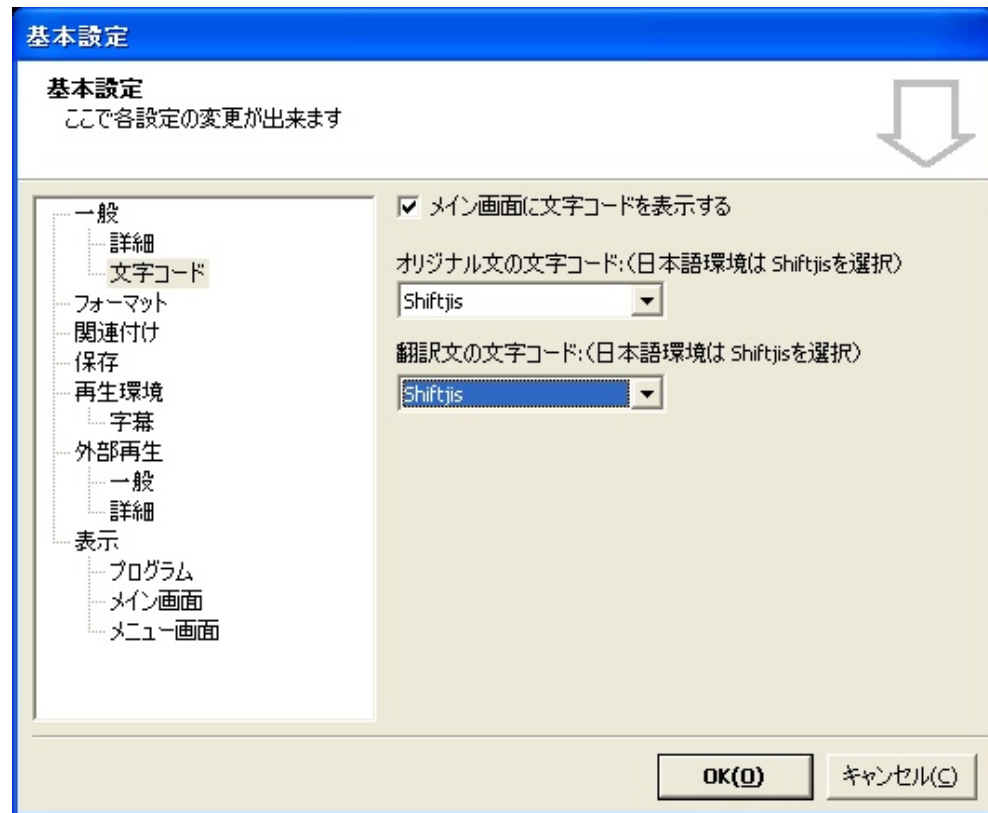 基本設定
基本設定
ここで各設定の変更が出来ます
一般
詳細
文字コード
フォーマット
関連付け
保存
再生環境
字幕
外部再生
一般
詳細
表示
プログラム
メイン画面
メニュー画面
メイン画面に文字コードを表示する
オリジナル文の文字コード:(日本語環境は Shiftjisを選択)
Shiftjis
翻訳文の文字コード:(日本語環境は Shiftjisを選択)
Shiftjis
OK(O)
キャンセル(C)